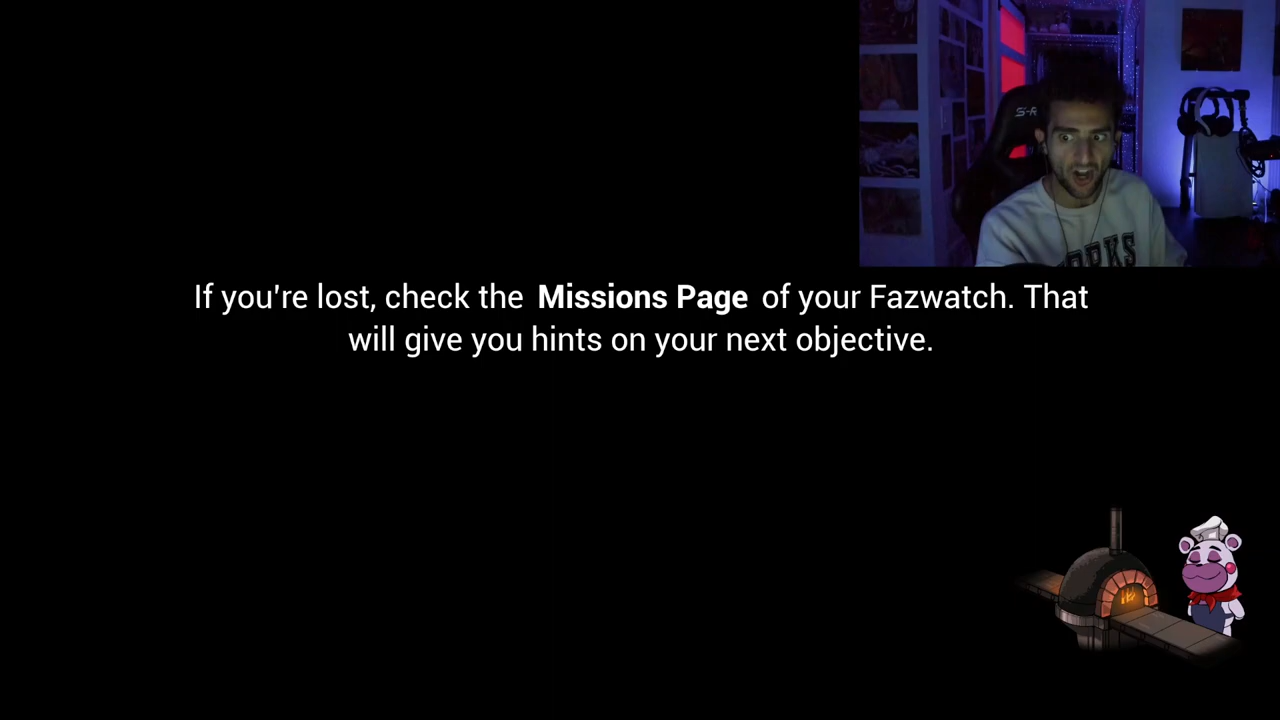 S-R
ORKS
If you're lost, check the Missions Page of your Fazwatch. That
will give you hints on your next objective.